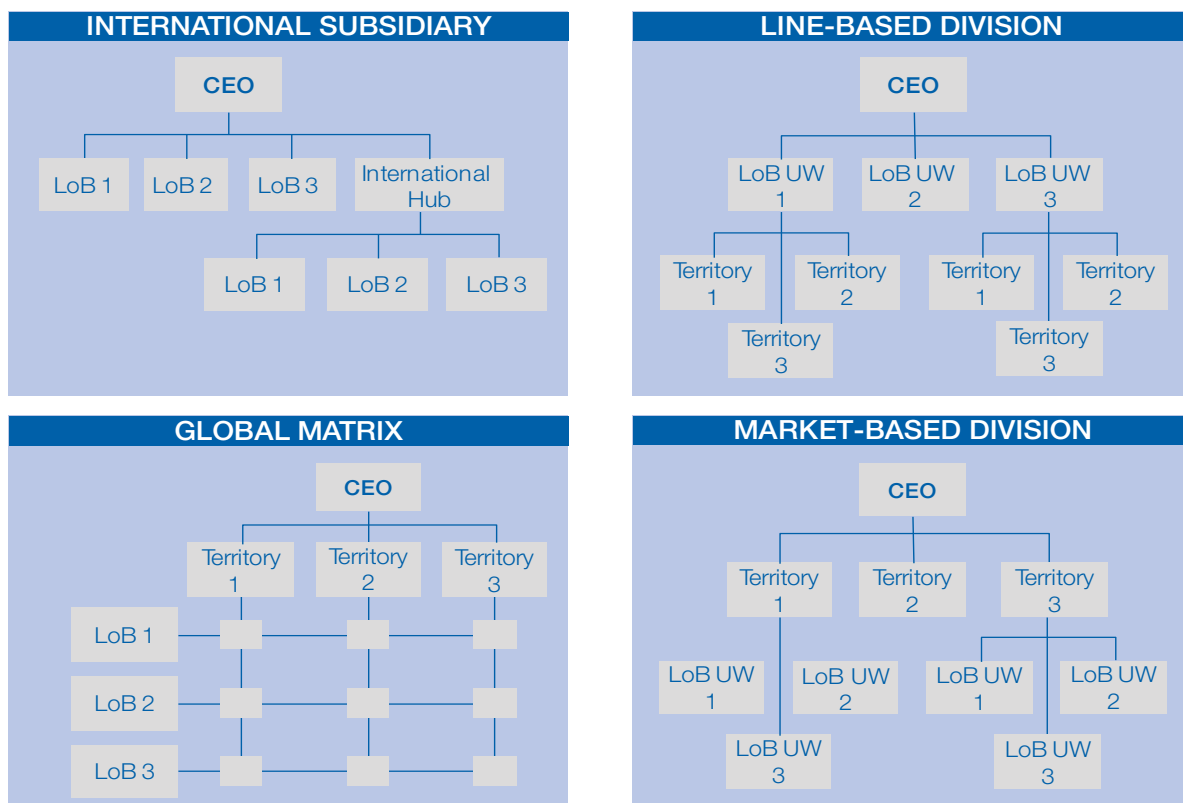 INTERNATIONAL SUBSIDIARY
CEO
LoB 1
LoB 2
LoB 3
International
Hub
LoB 1
LoB 2
LoB 3
LINE-BASED DIVISION
CEO
LoB UW
1
LoB UW
2
LoB UW
3
Territory
1
Territory
2
Territory
3
Territory
1
Territory
2
Territory
3
GLOBAL MATRIX
CEO
Territory
1
Territory
2
Territory
3
LoB 1
LoB 2
LoB 3
MARKET-BASED DIVISION
CEO
Territory
1
Territory
2
Territory
3
LoB UW
1
LoB UW
2
LoB UW
3
LoB UW
1
LoB UW
2
LoB UW
3